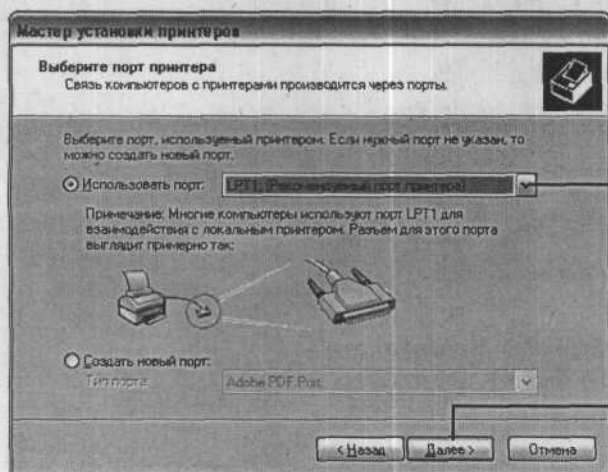 Мастер установки принтеров
Выберите порт принтера
Связь компьютеров с принтерами производится через порты.
Выберите порт, используемый принтером. Если нужный порт не указан, то
можно создать новый порт.
Использовать порт: LPT1: (Рекомендуемый порт принтера)
Примечание: Многие компьютеры используют порт LPT1 для
взаимодействия с локальным принтером. Разъем для этого порта
выглядит примерно так:
Создать новый порт:
Тип порта: Adobe PDF Port
< Назад Далее > Отмена